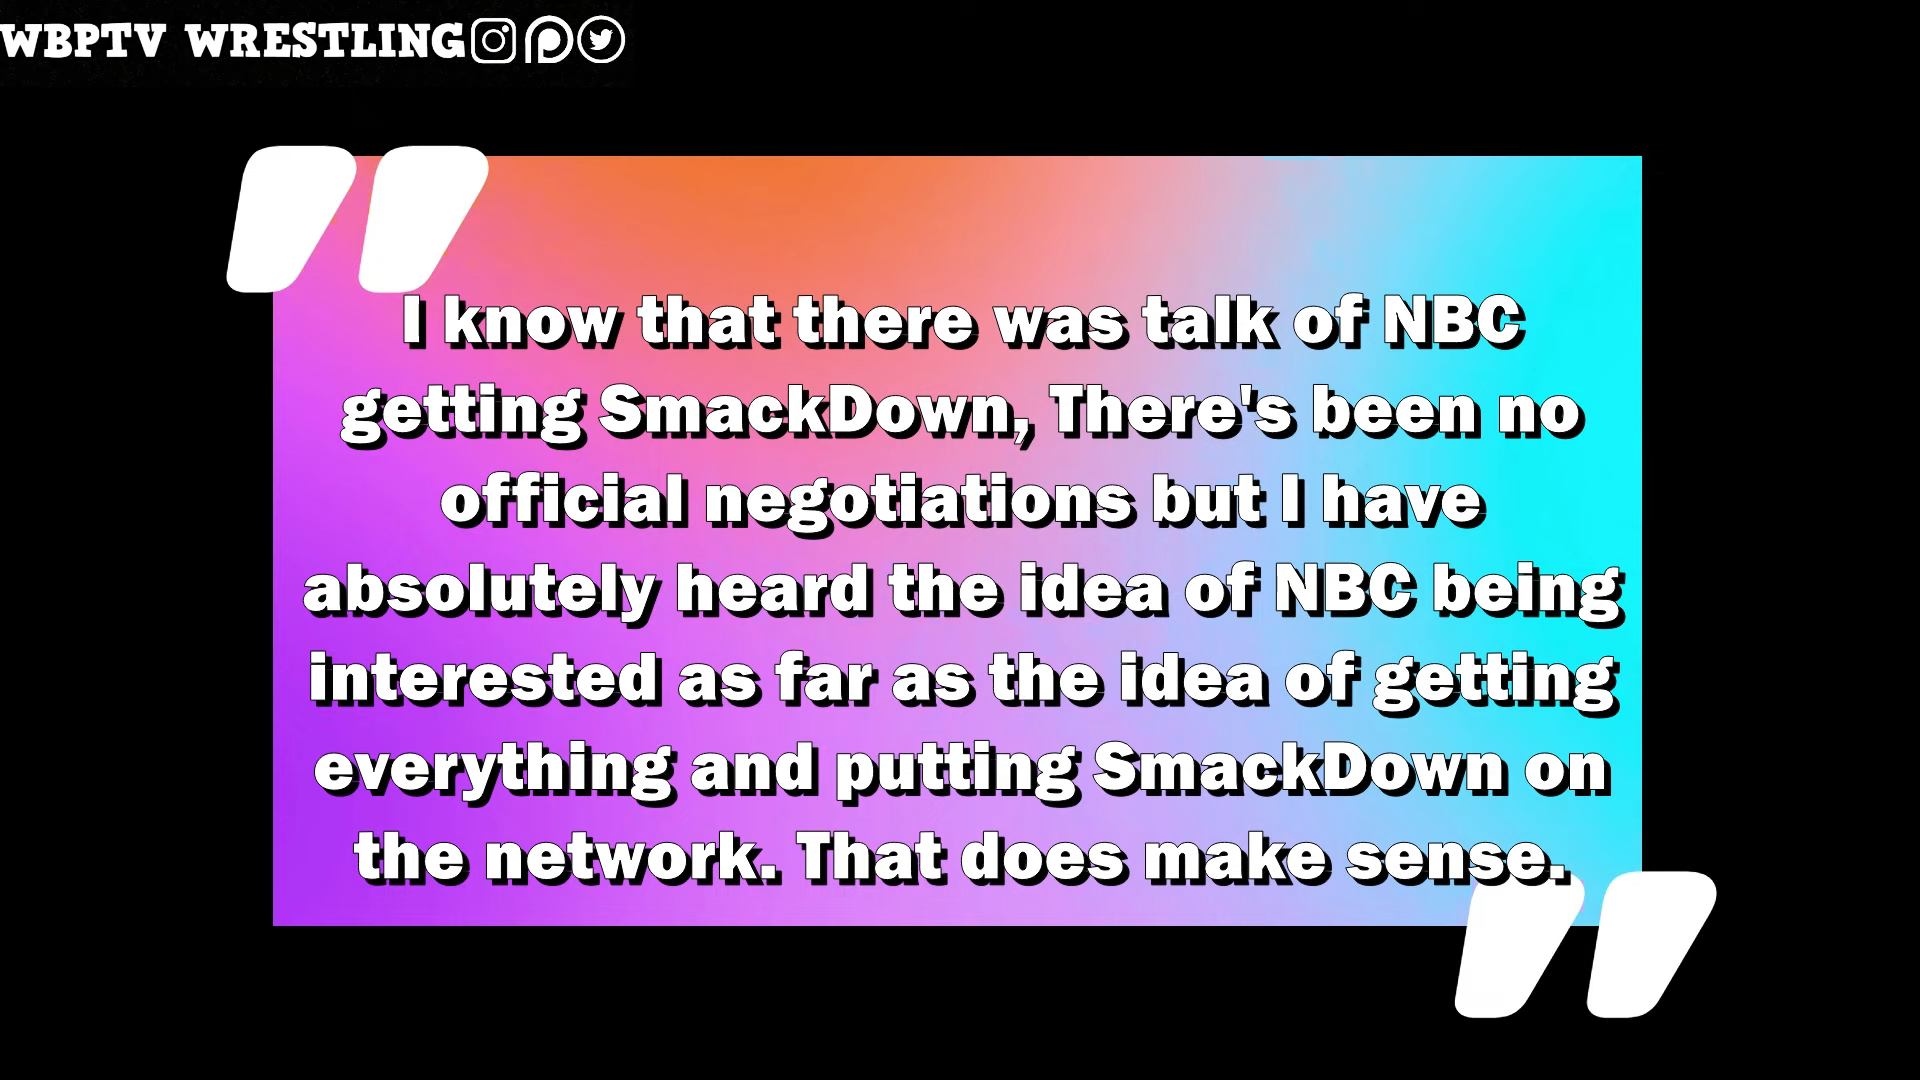 WBPTV WRESTLING
I know that there was talk of NBC
getting SmackDown, There's been no
official negotiations but I have
absolutely heard the idea of NBC being
interested as far as the idea of getting
everything and putting SmackDown on
the network. That does make sense.